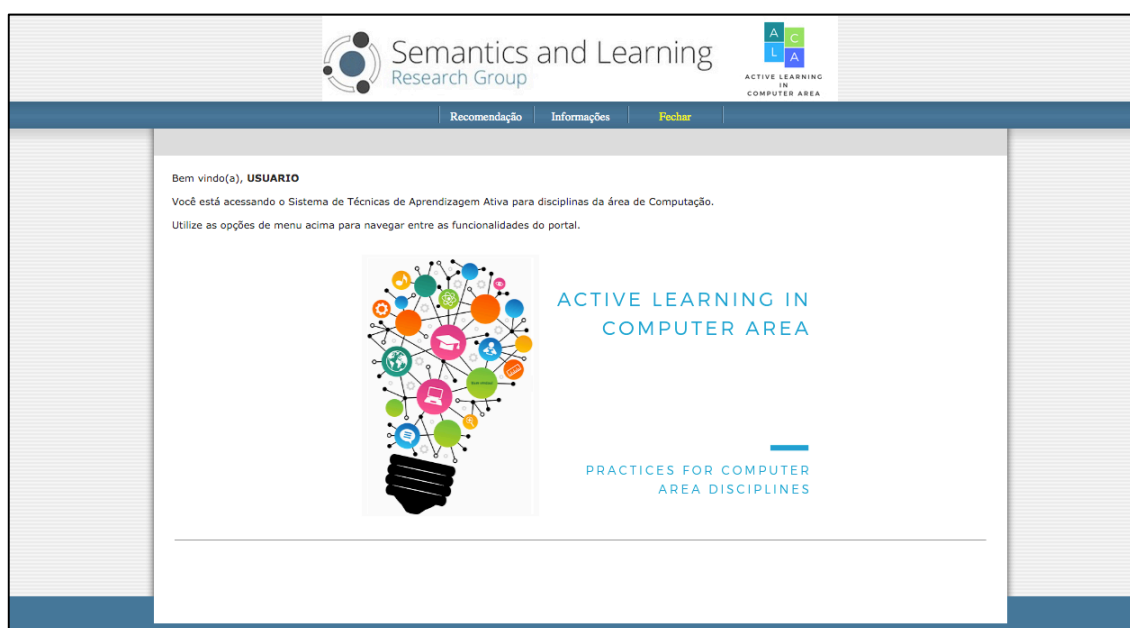 Semantics and Learning
Research Group
A C
L A
ACTIVE LEARNING
IN
COMPUTER AREA
Recomendação Informações Fechar
Bem vindo(a), USUARIO
Você está acessando o Sistema de Técnicas de Aprendizagem Ativa para disciplinas da área de Computação.
Utilize as opções de menu acima para navegar entre as funcionalidades do portal.
ACTIVE LEARNING IN
COMPUTER AREA
PRACTICES FOR COMPUTER
AREA DISCIPLINES